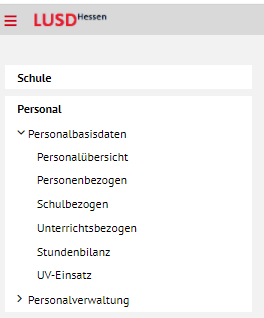 LUSD Hessen
Schule
Personal
Personalbasisdaten
Personalübersicht
Personenbezogen
Schulbezogen
Unterrichtsbezogen
Stundenbilanz
UV-Einsatz
Personalverwaltung